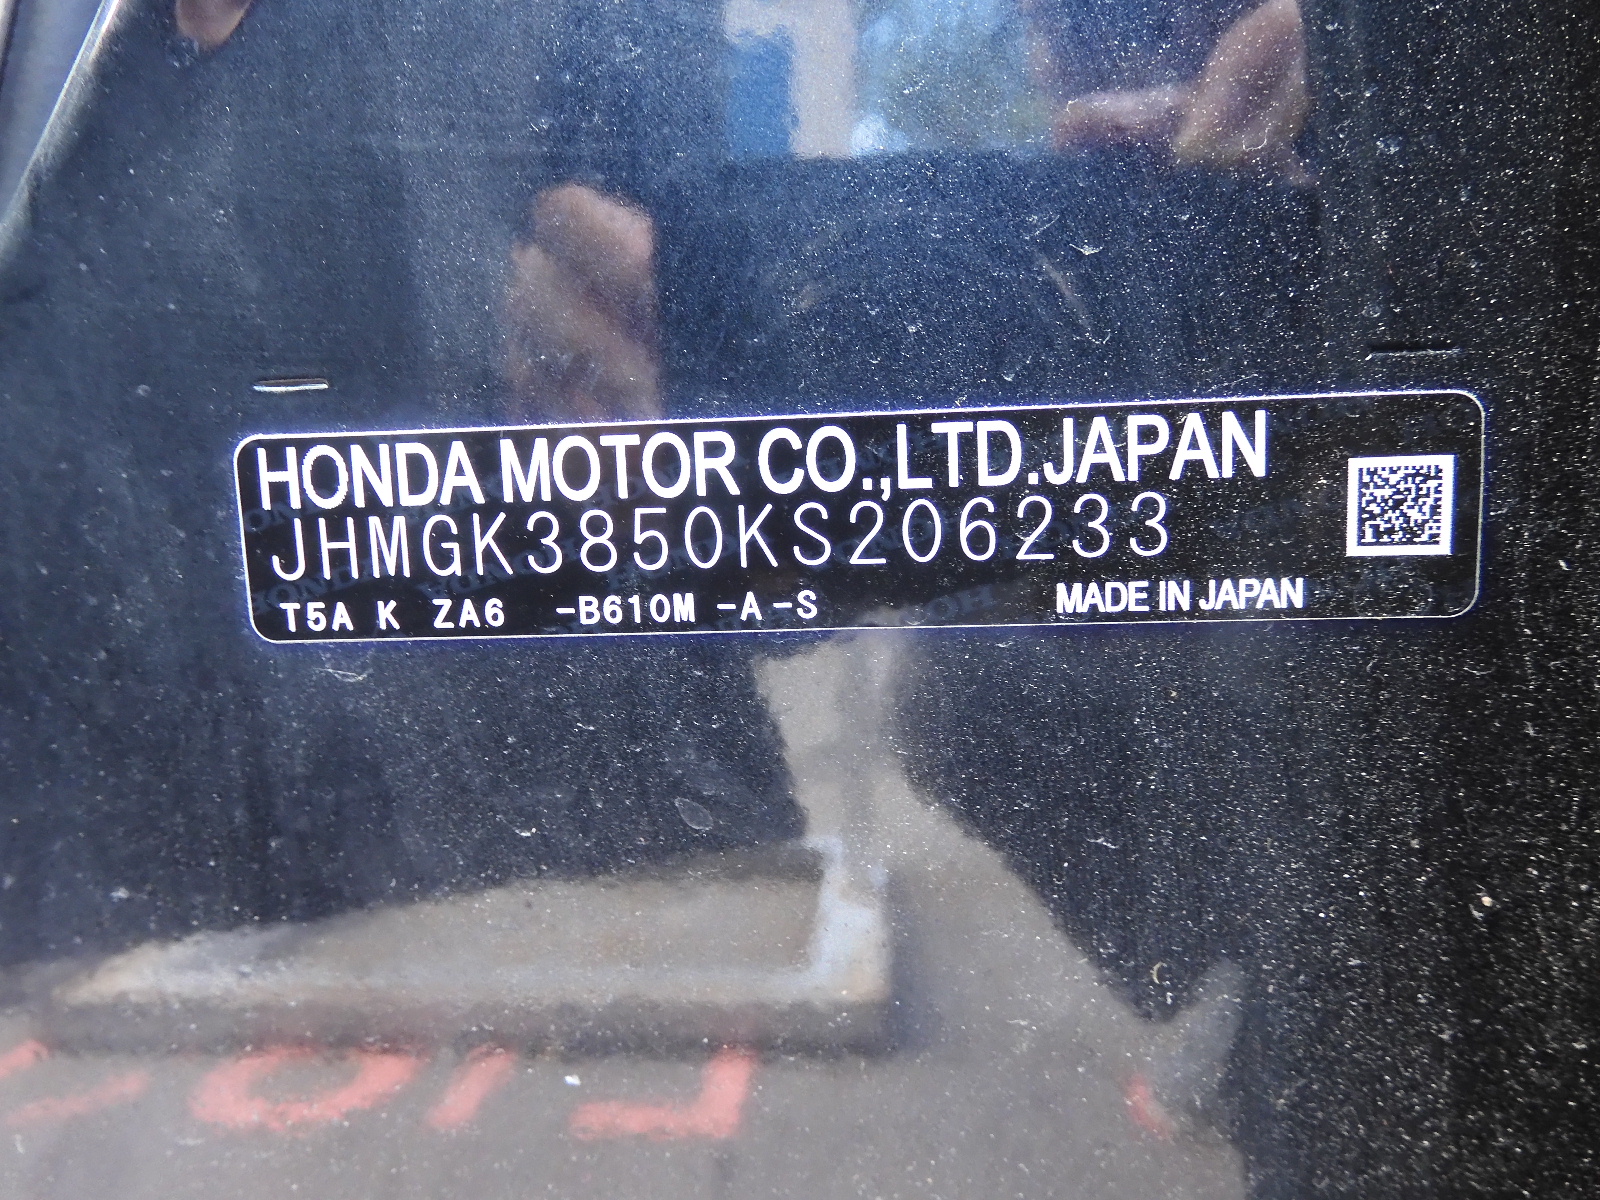 HONDA MOTOR CO.,LTD.JAPAN
JHMGK3850KS206233
T5A K ZA6 -B610M -A-S MADE IN JAPAN